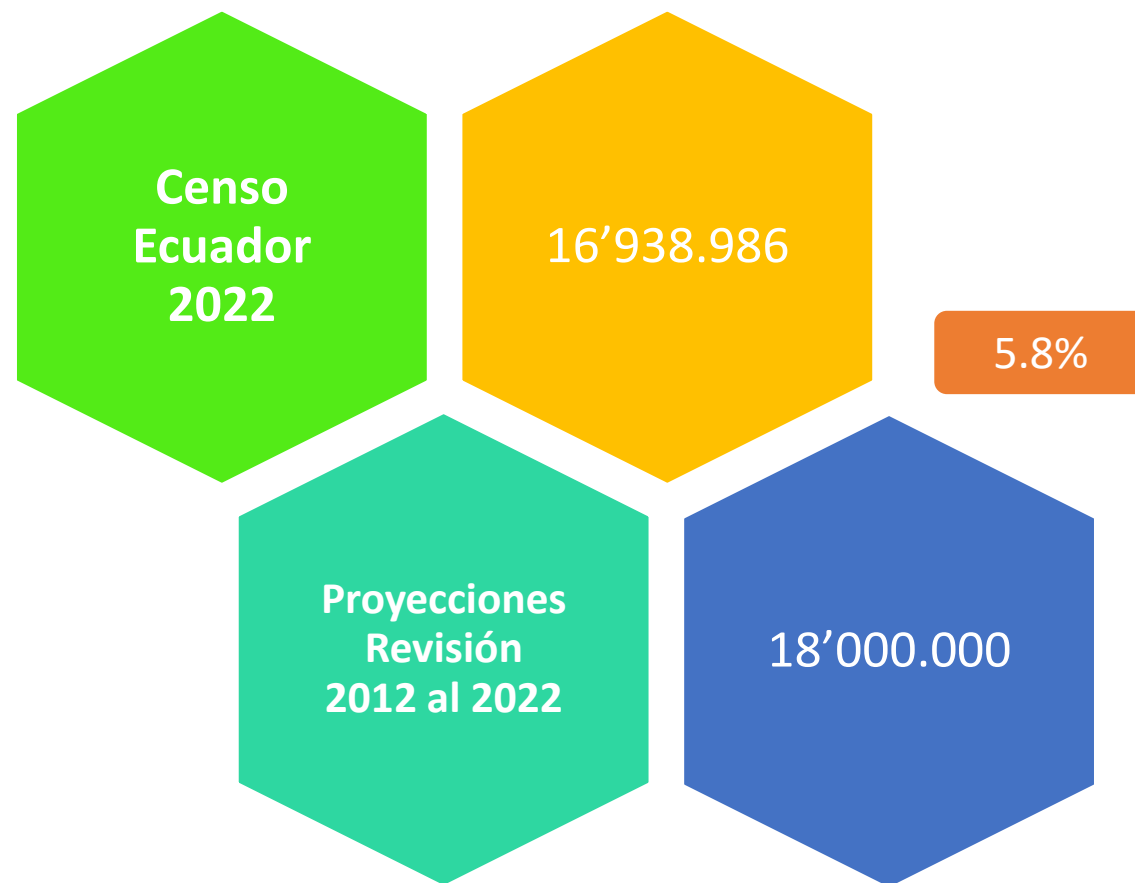 Censo
Ecuador
2022
16’938.986
5.8%
Proyecciones
Revisión
2012 al 2022
18’000.000